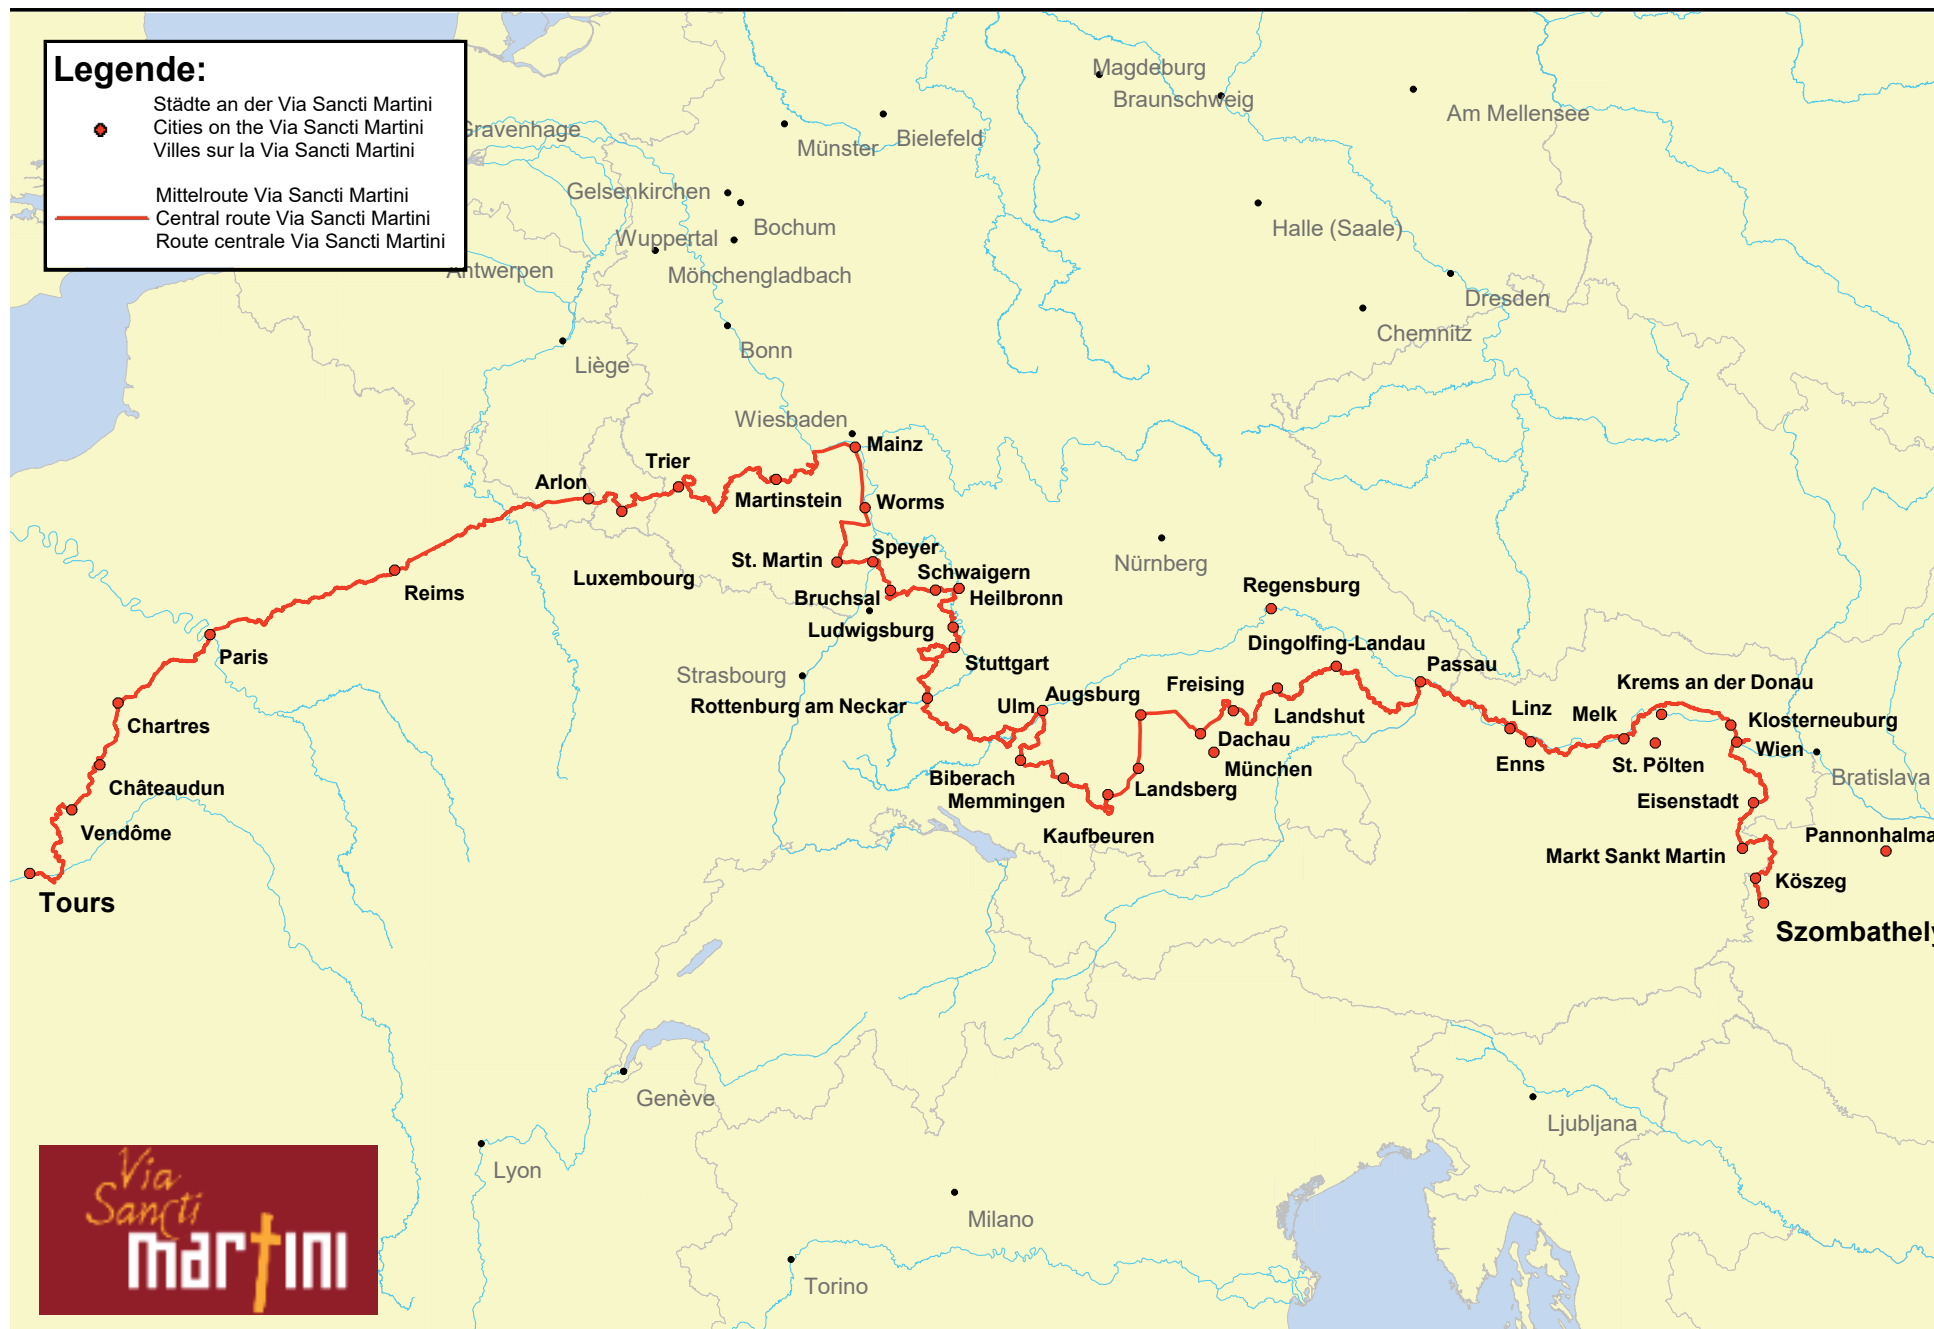 Legende:
Städte an der Via Sancti Martini
Cities on the Via Sancti Martini
Villes sur la Via Sancti Martini
Mittelroute Via Sancti Martini
Central route Via Sancti Martini
Route centrale Via Sancti Martini
Magdeburg
Braunschweig
Am Mellensee
Gravenhage
Münster
Bielefeld
Gelsenkirchen
Bochum
Wuppertal
Halle (Saale)
Antwerpen
Mönchengladbach
Dresden
Chemnitz
Bonn
Liège
Wiesbaden
Mainz
Trier
Arlon
Martinstein
Worms
Luxembourg
St. Martin
Speyer
Nürnberg
Reims
Schwaigern
Bruchsal
Heilbronn
Regensburg
Ludwigsburg
Paris
Stuttgart
Dingolfing-Landau
Passau
Strasbourg
Freising
Krems an der Donau
Rottenburg am Neckar
Ulm
Augsburg
Landshut
Linz
Melk
Klosterneuburg
Chartres
Dachau
Wien
München
Enns
St. Pölten
Biberach
Bratislava
Châteaudun
Memmingen
Landsberg
Eisenstadt
Vendôme
Kaufbeuren
Pannonhalma
Markt Sankt Martin
Köszeg
Tours
Szombathely
Genève
Ljubljana
Lyon
Milano
Torino
Via
Sancti
martini